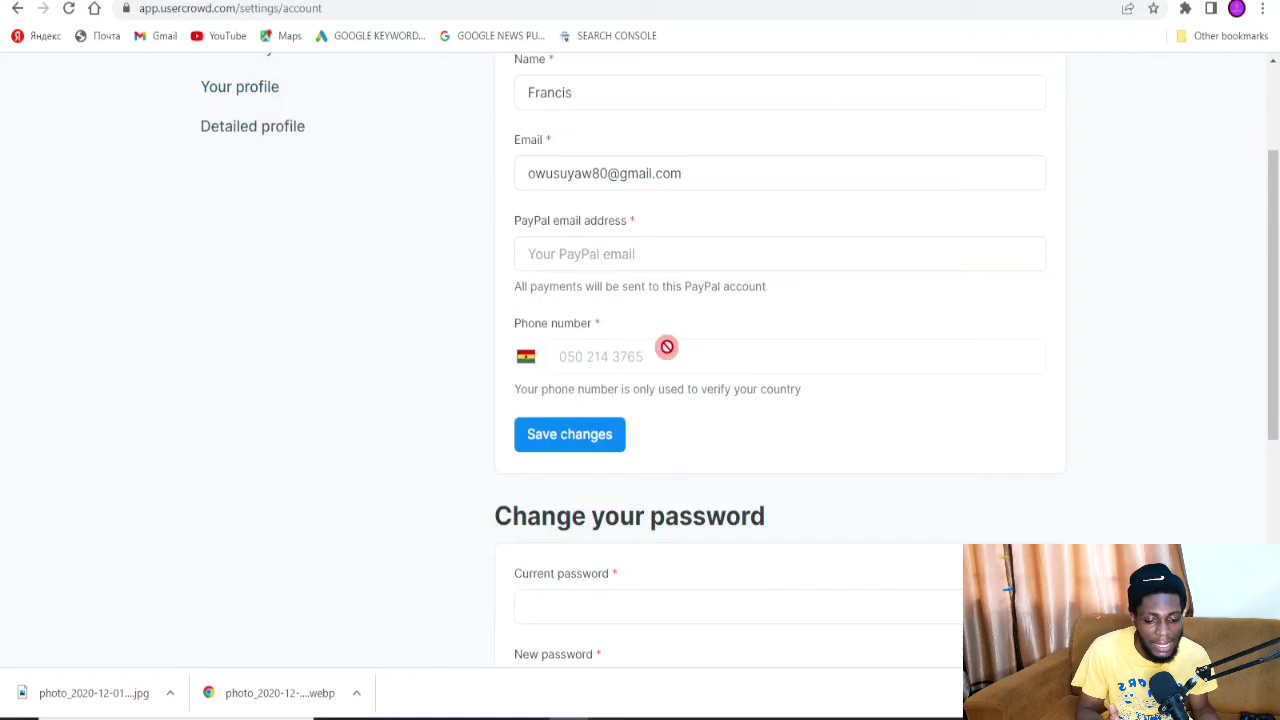 app.usercrowd.com/settings/account
Яндекс
Почта
Gmail
YouTube
Maps
GOOGLE KEYWORD...
GOOGLE NEWS PU...
SEARCH CONSOLE
Other bookmarks
Your profile
Detailed profile
Name *
Francis
Email *
owusuyaw80@gmail.com
PayPal email address *
Your PayPal email
All payments will be sent to this PayPal account
Phone number *
050 214 3765
Your phone number is only used to verify your country
Save changes
Change your password
Current password *
New password *
photo_2020-12-01....jpg
photo_2020-12-....webp